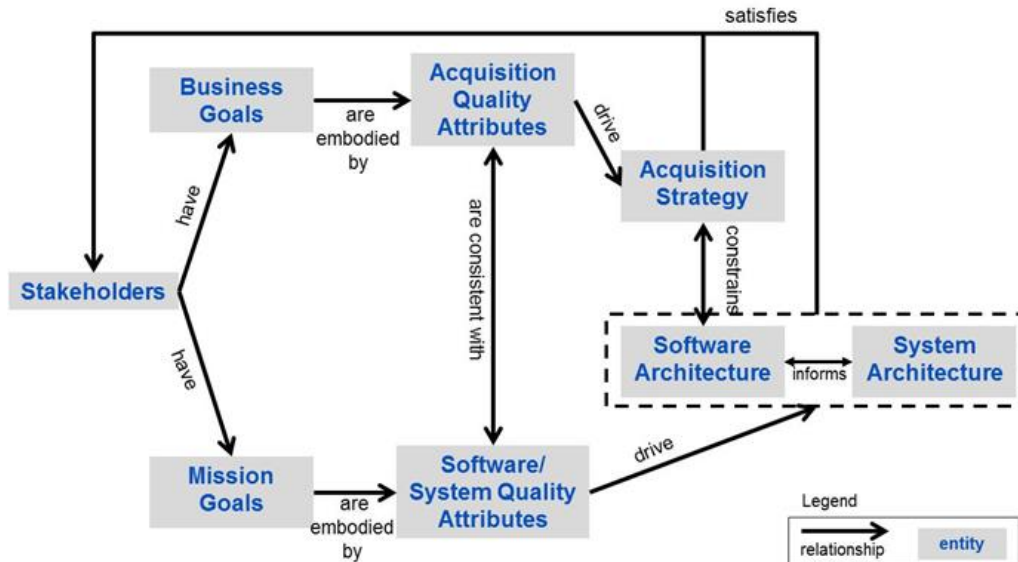 satisfies
Business
Goals
are
embodied
by
Acquisition
Quality
Attributes
drive
Acquisition
Strategy
have
are consistent with
constrains
Stakeholders
have
Software
Architecture
informs
System
Architecture
Mission
Goals
are
embodied
by
Software/
System Quality
Attributes
drive
Legend
relationship
entity